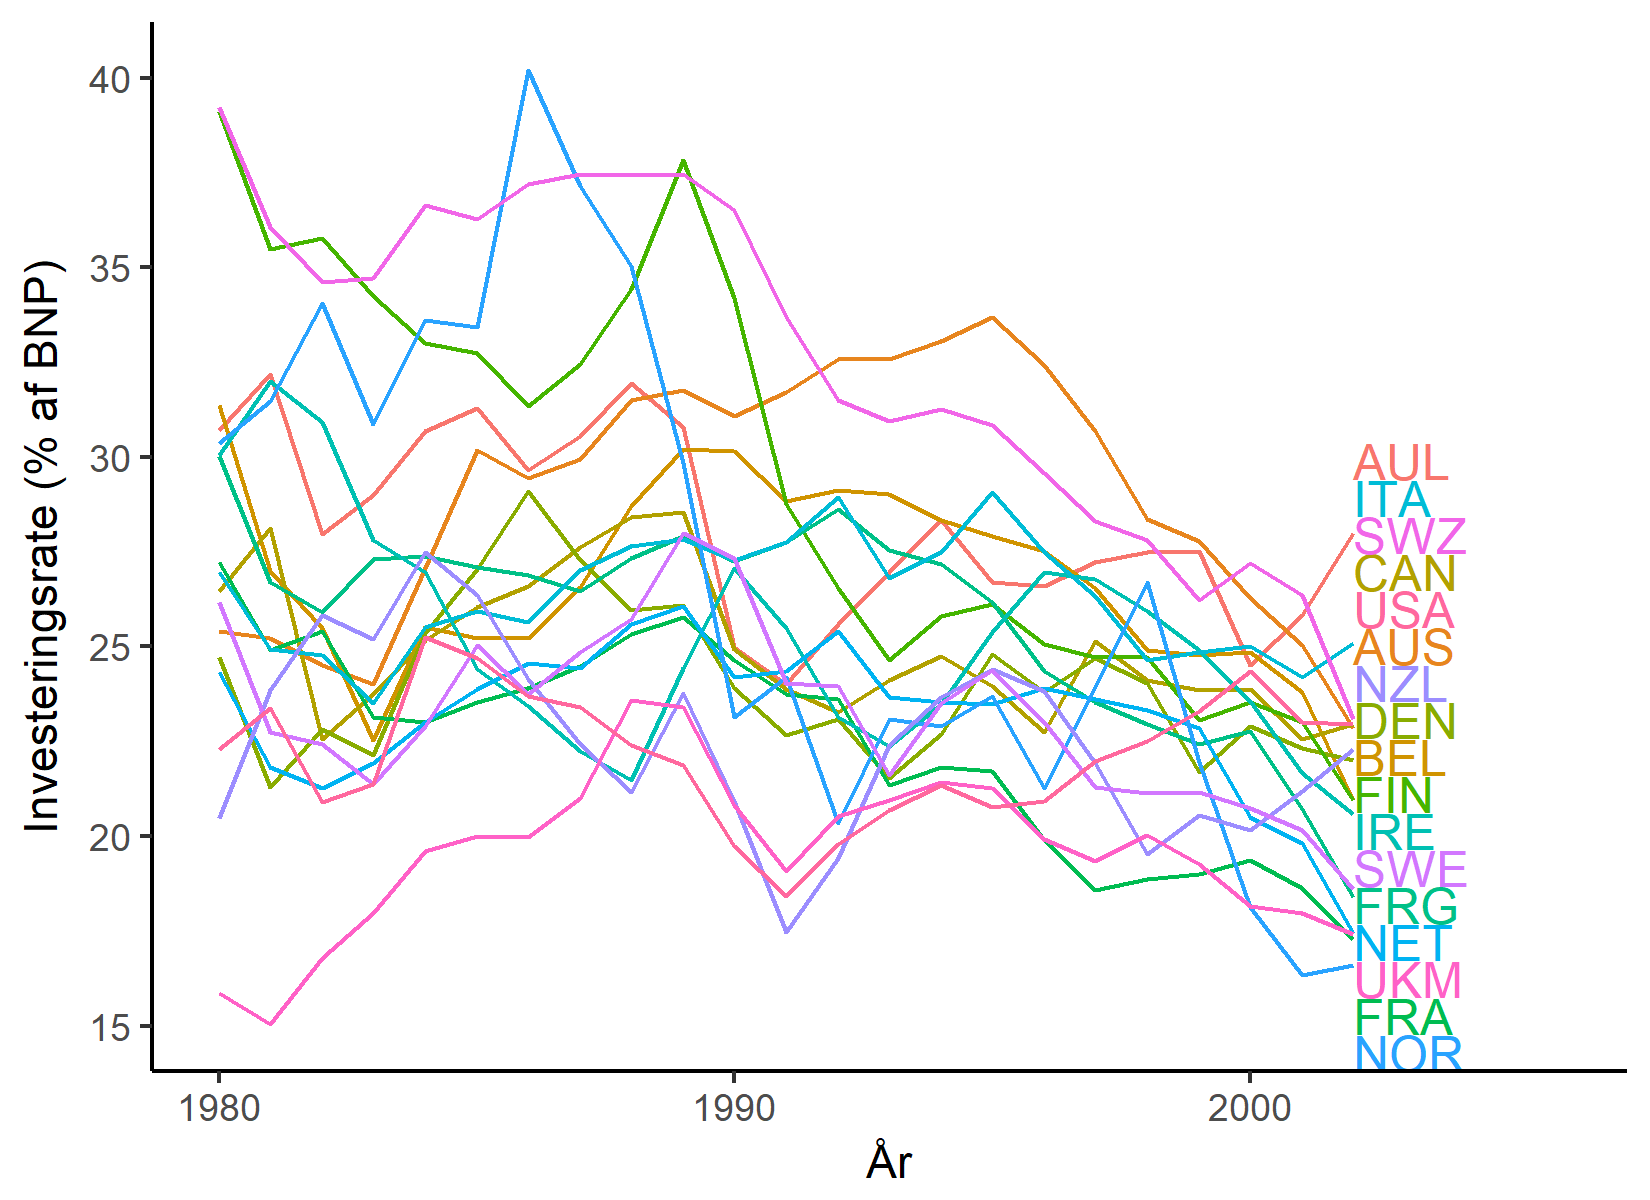 Investeringsrate (% af BNP)
40
35
30
25
20
15
AUL
ITA
SWZ
CAN
USA
AUS
NZL
DEN
BEL
FIN
IRE
SWE
FRG
NET
UKM
FRA
NOR
1980
1990
2000
År